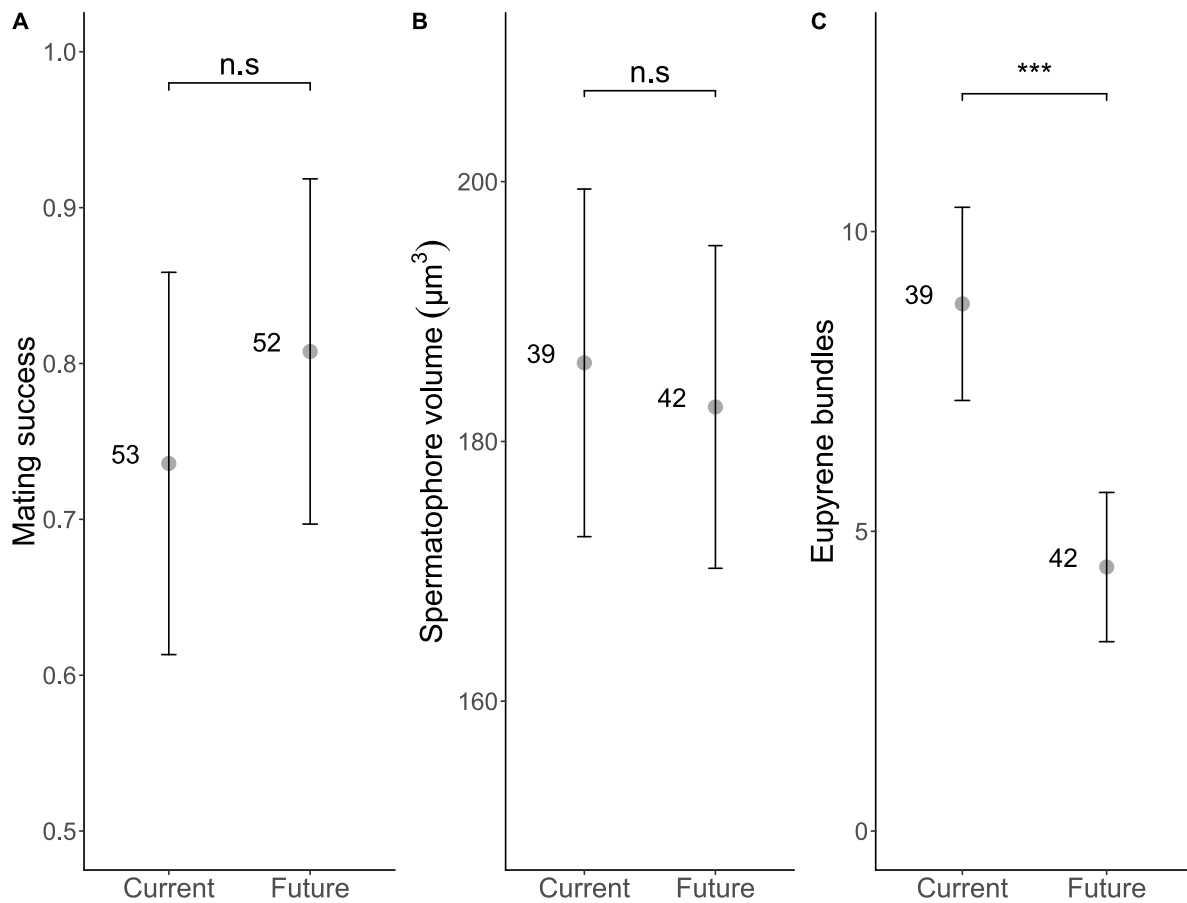 A
Mating success
1.0
0.9
0.8
0.7
0.6
0.5
n.s
53
52
Current
Future
B
Spermatophore volume (µm³)
200
180
160
n.s
39
42
Current
Future
C
Eupyrene bundles
10
5
0
***
39
42
Current
Future